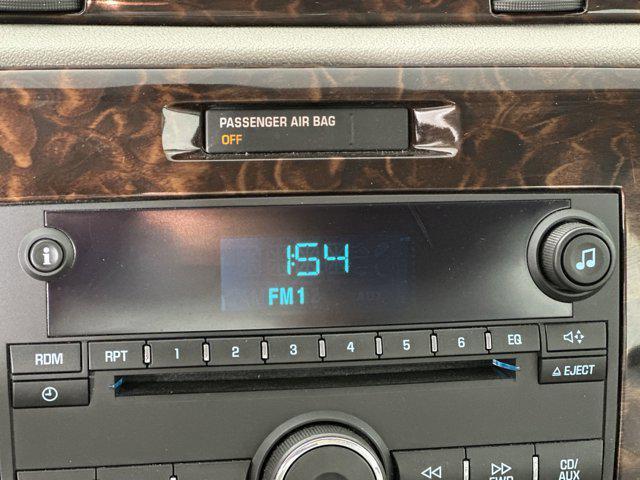 PASSENGER AIR BAG
OFF
i
1:54
FM1
RDM
RPT 1 2 3 4 5 6 EQ
EJECT
FWD
CD/
AUX